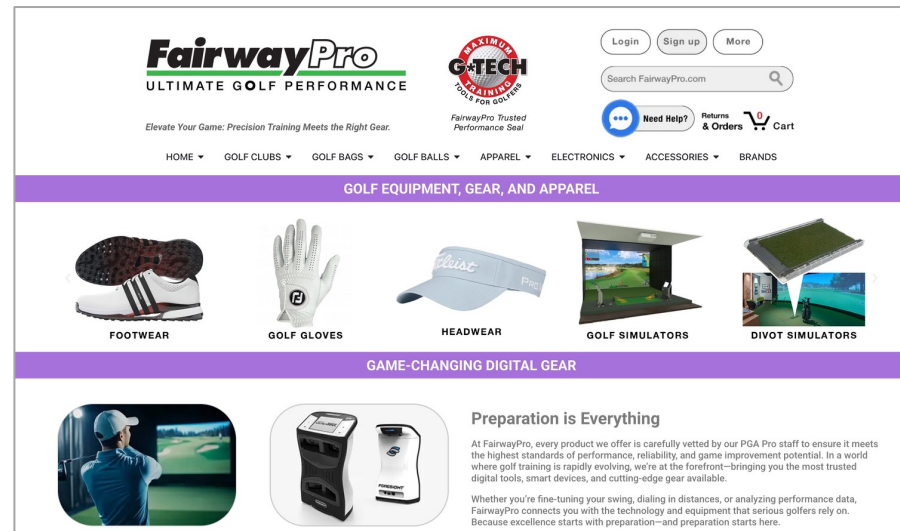 FairwayPro
ULTIMATE GOLF PERFORMANCE
Elevate Your Game: Precision Training Meets the Right Gear.
MAXIMUM
G TECH
TRAINING
TOOLS FOR GOLFERS
FairwayPro Trusted
Performance Seal
Login Sign up More
Search FairwayPro.com
Need Help? Returns
& Orders 0 Cart
HOME GOLF CLUBS GOLF BAGS GOLF BALLS APPAREL ELECTRONICS ACCESSORIES BRANDS
GOLF EQUIPMENT, GEAR, AND APPAREL
FJ
Titleist
FOOTWEAR GOLF GLOVES HEADWEAR GOLF SIMULATORS DIVOT SIMULATORS
GAME-CHANGING DIGITAL GEAR
FORESIGHT
Preparation is Everything
At FairwayPro, every product we offer is carefully vetted by our PGA Pro staff to ensure it meets
the highest standards of performance, reliability, and game improvement potential. In a world
where golf training is rapidly evolving, we're at the forefront—bringing you the most trusted
digital tools, smart devices, and cutting-edge gear available.
Whether you're fine-tuning your swing, dialing in distances, or analyzing performance data,
FairwayPro connects you with the technology and equipment that serious golfers rely on.
Because excellence starts with preparation—and preparation starts here.